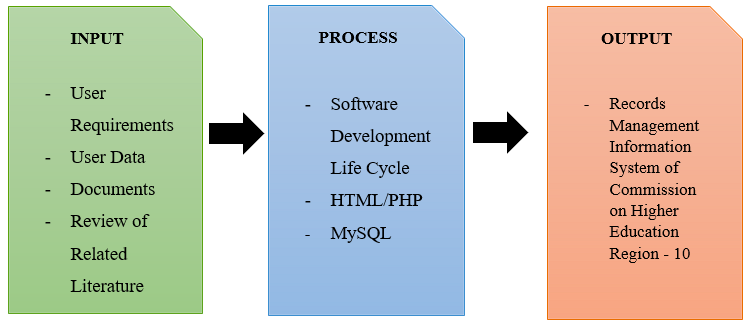 INPUT
- User
Requirements
- User Data
- Documents
- Review of
Related
Literature
PROCESS
- Software
Development
Life Cycle
- HTML/PHP
- MySQL
OUTPUT
- Records
Management
Information
System of
Commission
on Higher
Education
Region - 10